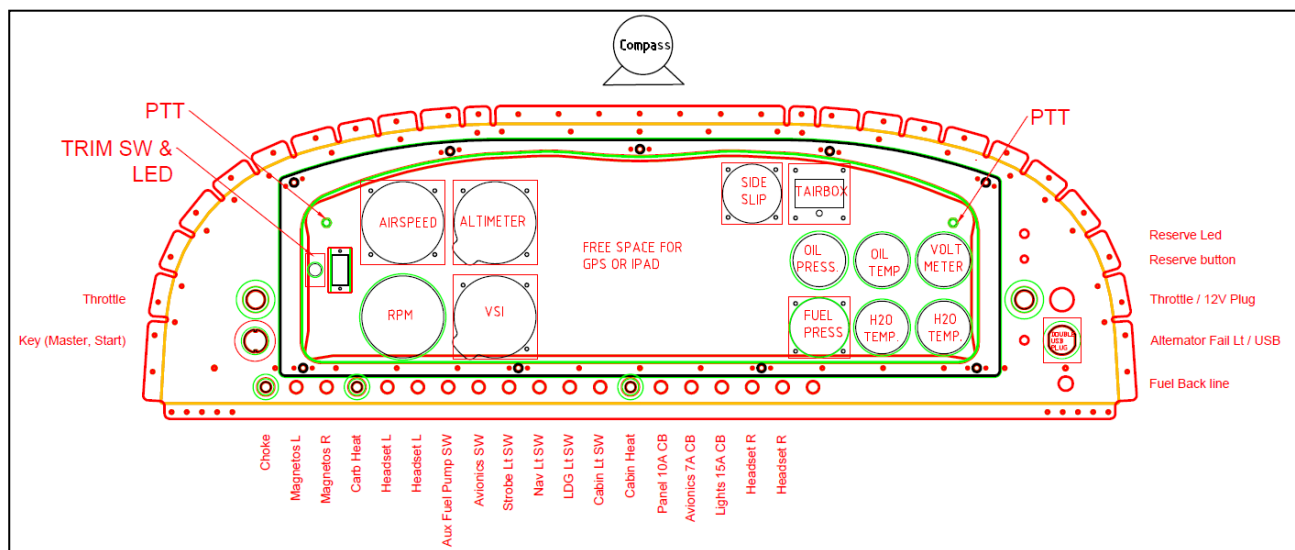 Compass
PTT
PTT
TRIM SW &
LED
SIDE
SLIP
TAIRBOX
AIRSPEED
ALTIMETER
FREE SPACE FOR
GPS OR IPAD
OIL
PRESS.
OIL
TEMP
VOLT
METER
Reserve Led
Reserve button
Throttle
Throttle / 12V Plug
RPM
VSI
FUEL
PRESS
H20
TEMP.
H20
TEMP.
Key (Master, Start)
DOUBLE
USB
PLUG
Alternator Fail Lt / USB
Fuel Back line
Choke
Magnetos L
Magnetos R
Carb Heat
Headset L
Headset L
Aux Fuel Pump SW
Avionics SW
Strobe Lt SW
Nav Lt SW
LDG Lt SW
Cabin Lt SW
Cabin Heat
Panel 10A CB
Avionics 7A CB
Lights 15A CB
Headset R
Headset R